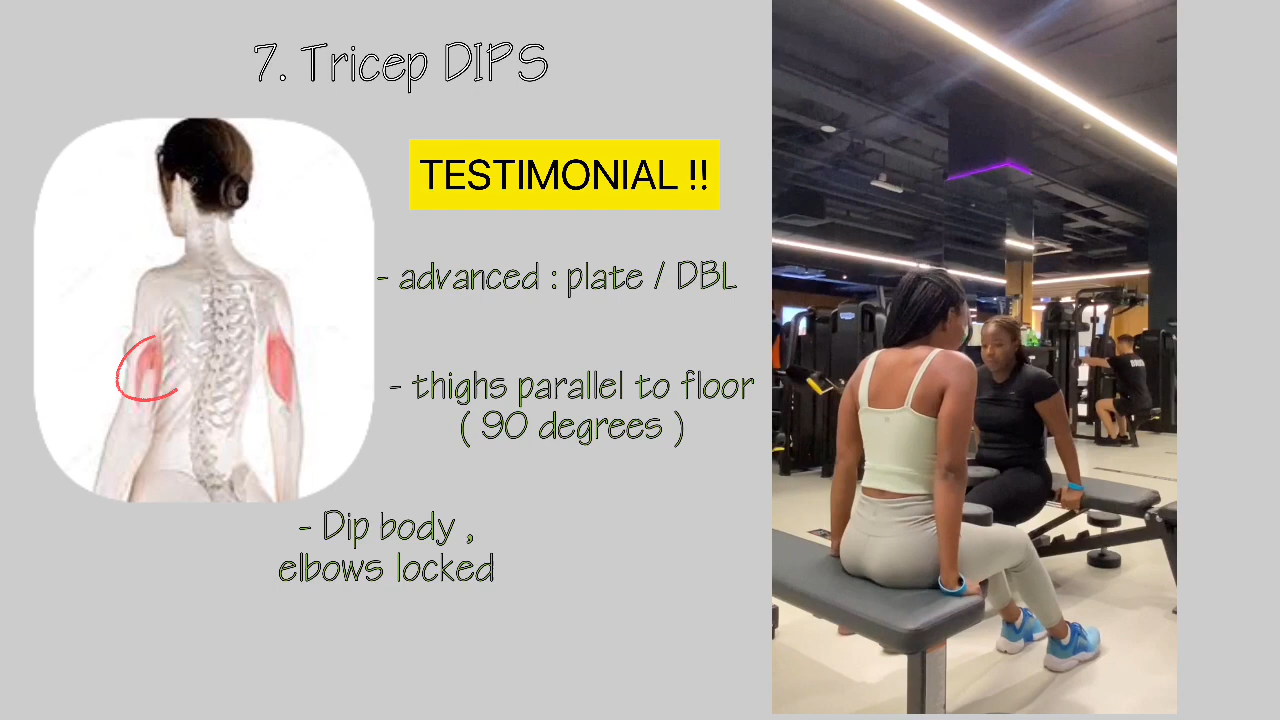 7. Tricep DIPS
TESTIMONIAL !!
- advanced : plate / DBL
- thighs parallel to floor
( 90 degrees )
- Dip body ,
elbows locked